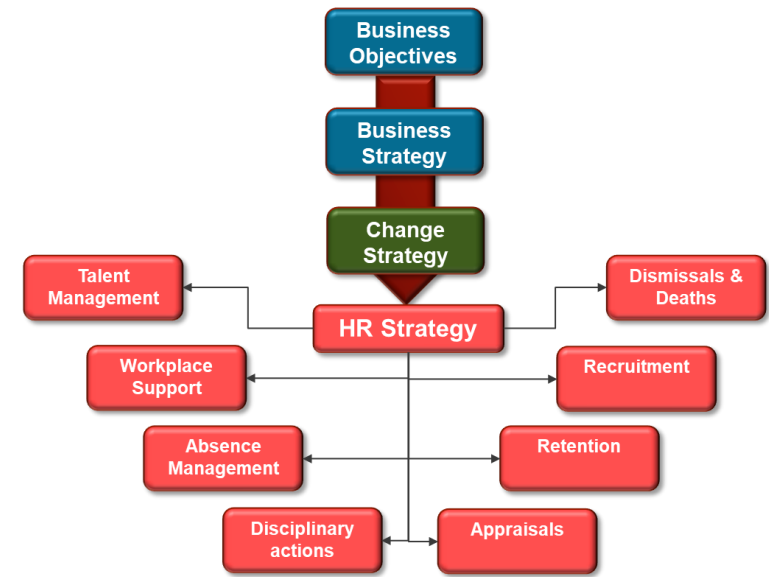 Business
Objectives
Business
Strategy
Change
Strategy
Talent
Management
Dismissals &
Deaths
HR Strategy
Workplace
Support
Recruitment
Absence
Management
Retention
Disciplinary
actions
Appraisals